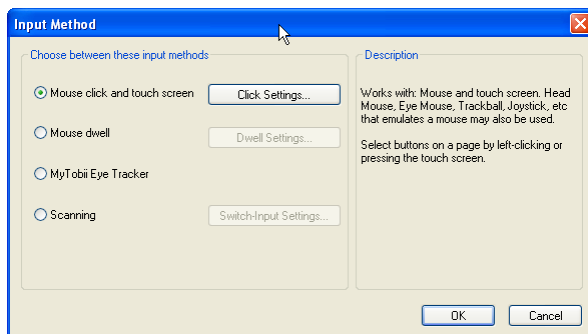 Input Method
Choose between these input methods
Mouse click and touch screen
Click Settings...
Mouse dwell
Dwell Settings...
MyTobii Eye Tracker
Scanning
Switch-Input Settings...
Description
Works with: Mouse and touch screen. Head
Mouse, Eye Mouse, Trackball, Joystick, etc
that emulates a mouse may also be used.
Select buttons on a page by left-clicking or
pressing the touch screen.
OK
Cancel